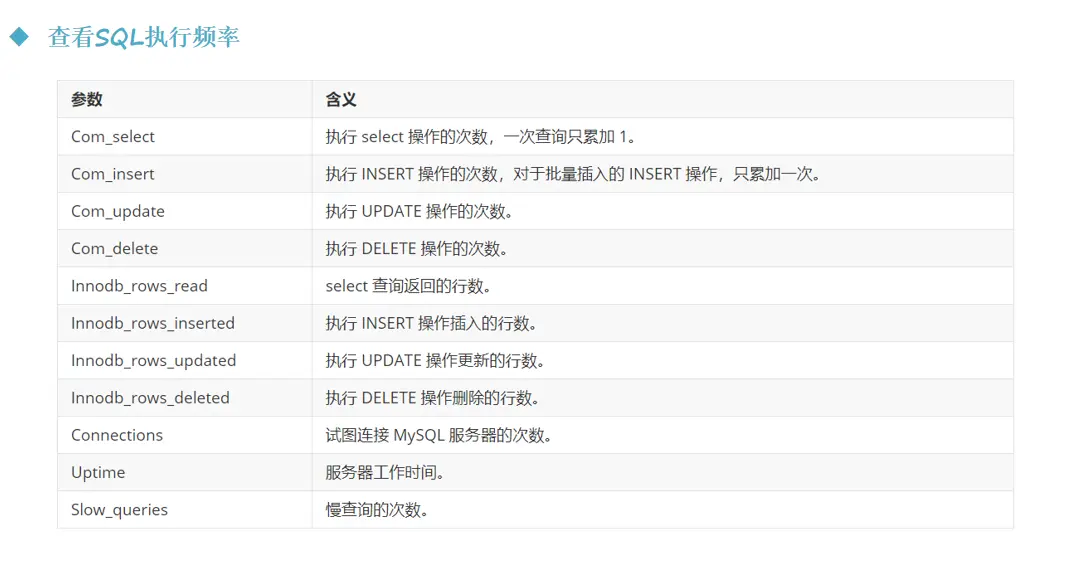 查看SQL执行频率
参数 含义
Com_select 执行 select 操作的次数，一次查询只累加 1。
Com_insert 执行 INSERT 操作的次数，对于批量插入的 INSERT 操作，只累加一次。
Com_update 执行 UPDATE 操作的次数。
Com_delete 执行 DELETE 操作的次数。
Innodb_rows_read select 查询返回的行数。
Innodb_rows_inserted 执行 INSERT 操作插入的行数。
Innodb_rows_updated 执行 UPDATE 操作更新的行数。
Innodb_rows_deleted 执行 DELETE 操作删除的行数。
Connections 试图连接 MySQL 服务器的次数。
Uptime 服务器工作时间。
Slow_queries 慢查询的次数。